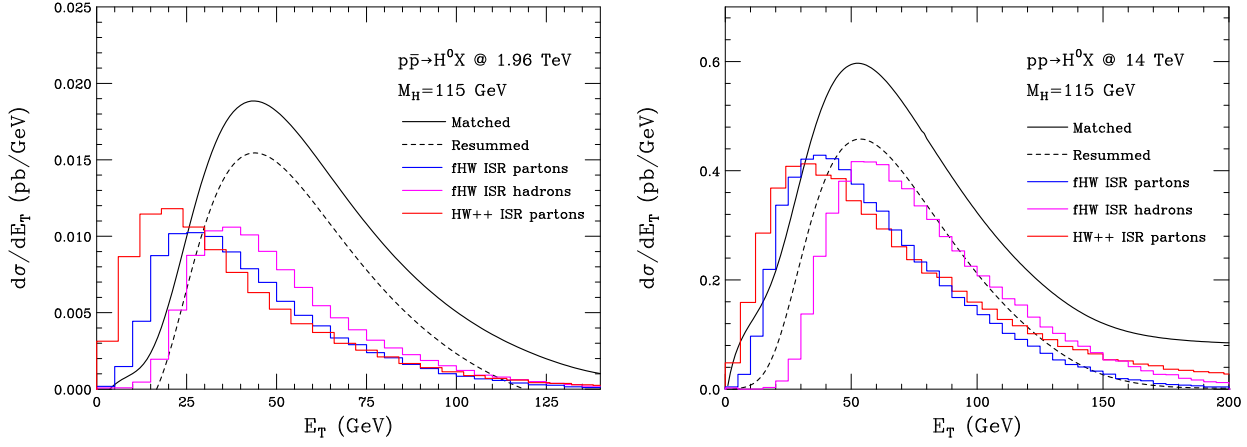 pp̄→H⁰X @ 1.96 TeV
M_H=115 GeV
Matched
Resummed
fHW ISR partons
fHW ISR hadrons
HW++ ISR partons
dσ/dE_T (pb/GeV)
0.025
0.020
0.015
0.010
0.005
0.000
0 25 50 75 100 125
E_T (GeV)
pp→H⁰X @ 14 TeV
M_H=115 GeV
Matched
Resummed
fHW ISR partons
fHW ISR hadrons
HW++ ISR partons
dσ/dE_T (pb/GeV)
0.6
0.4
0.2
0.0
0 50 100 150 200
E_T (GeV)